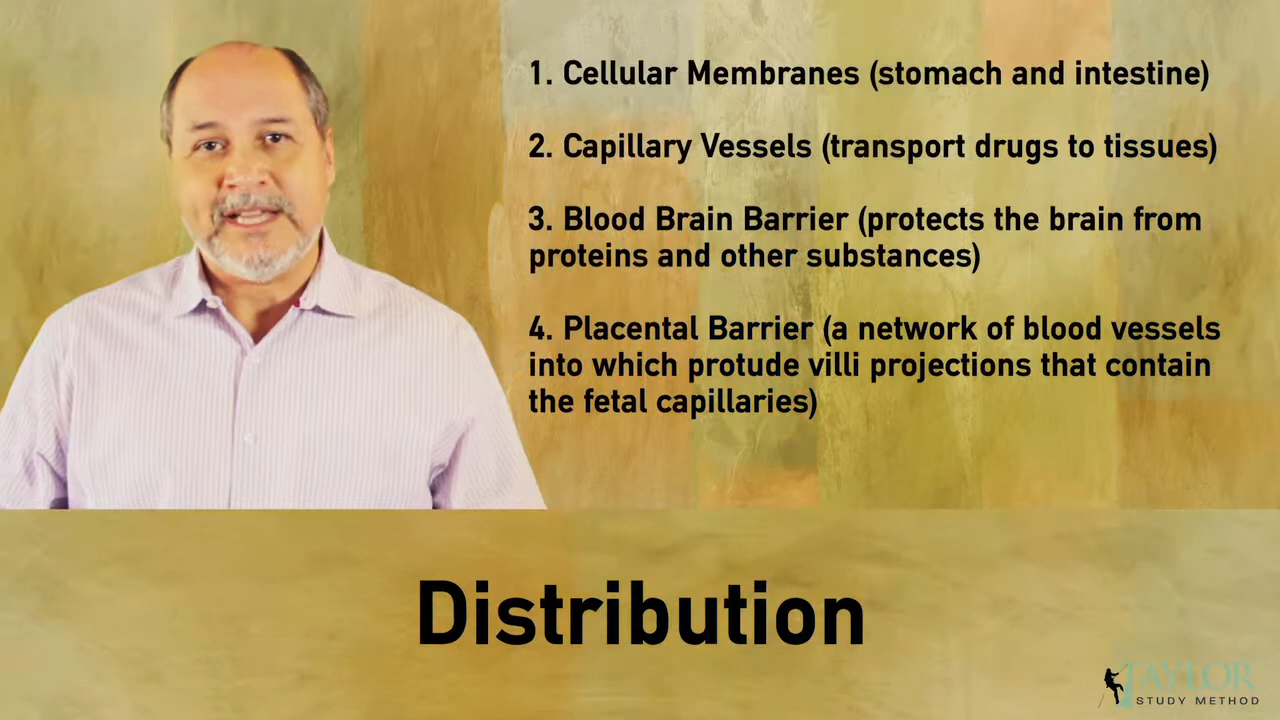 1. Cellular Membranes (stomach and intestine)
2. Capillary Vessels (transport drugs to tissues)
3. Blood Brain Barrier (protects the brain from
proteins and other substances)
4. Placental Barrier (a network of blood vessels
into which protude villi projections that contain
the fetal capillaries)
Distribution
TAYLOR
STUDY METHOD